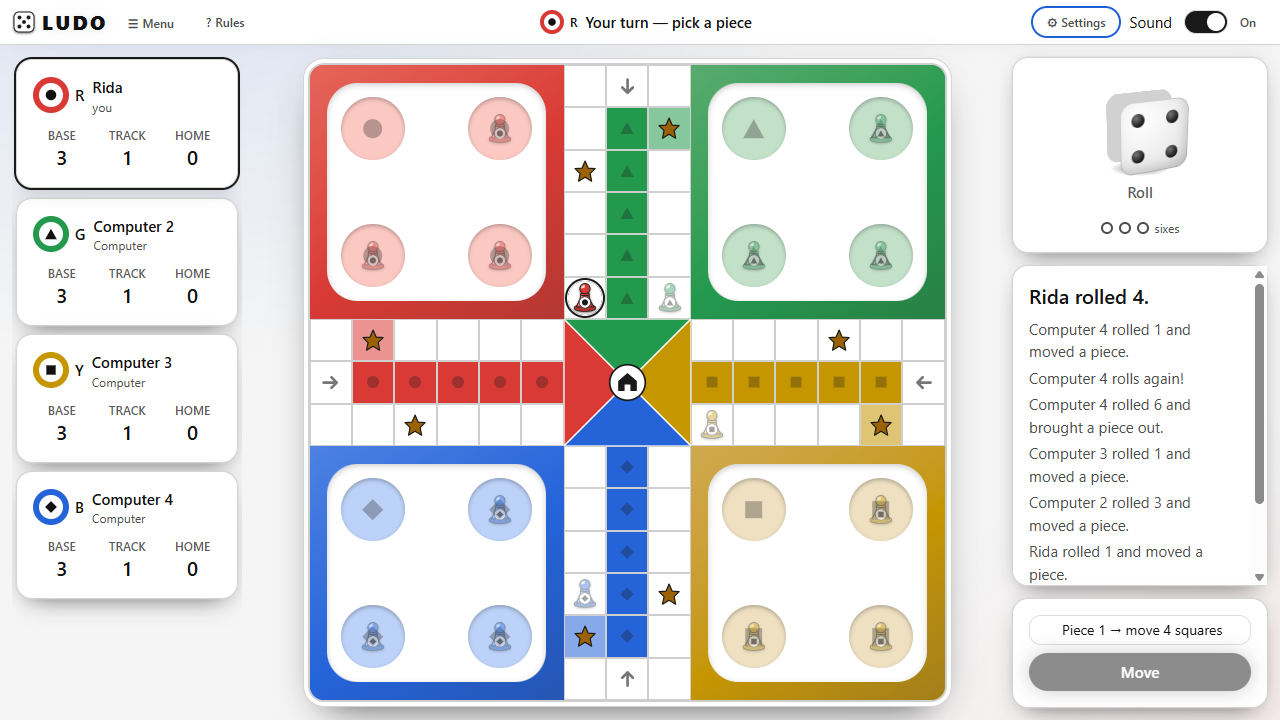 LUDO
☰ Menu
? Rules
R Your turn — pick a piece
⚙ Settings
Sound
On
R Rida
you
BASE TRACK HOME
3 1 0
G Computer 2
Computer
BASE TRACK HOME
3 1 0
Y Computer 3
Computer
BASE TRACK HOME
3 1 0
B Computer 4
Computer
BASE TRACK HOME
3 1 0
Roll
sixes
Rida rolled 4.
Computer 4 rolled 1 and
moved a piece.
Computer 4 rolls again!
Computer 4 rolled 6 and
brought a piece out.
Computer 3 rolled 1 and
moved a piece.
Computer 2 rolled 3 and
moved a piece.
Rida rolled 1 and moved a
piece.
Piece 1 → move 4 squares
Move